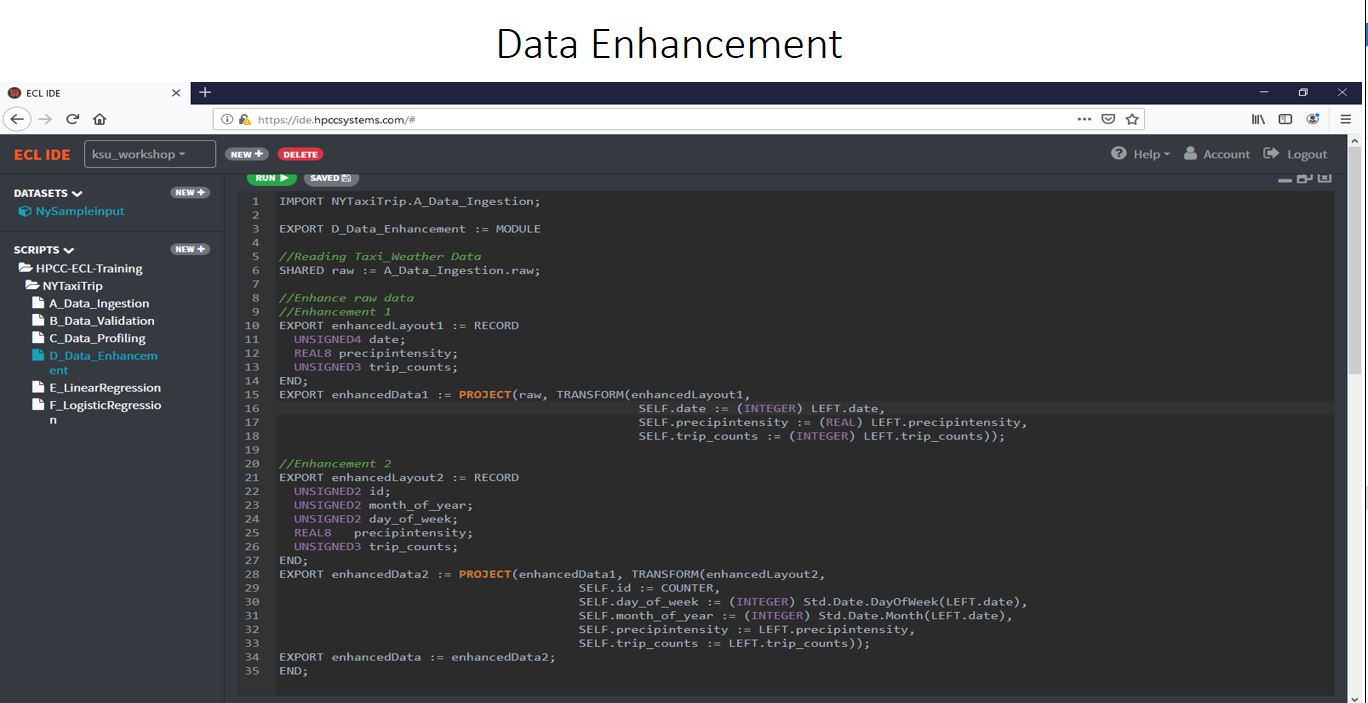 Data Enhancement
ECL IDE
https://ide.hpccsystems.com/#
ECL IDE ksu_workshop NEW + DELETE Help Account Logout
DATASETS NEW +
NySampleinput
SCRIPTS NEW +
HPCC-ECL-Training
NYTaxiTrip
A_Data_Ingestion
B_Data_Validation
C_Data_Profiling
D_Data_Enhancem
ent
E_LinearRegression
F_LogisticRegressio
n
RUN SAVED
1 IMPORT NYTaxiTrip.A_Data_Ingestion;
2
3 EXPORT D_Data_Enhancement := MODULE
4
5 //Reading Taxi_Weather Data
6 SHARED raw := A_Data_Ingestion.raw;
7
8 //Enhance raw data
9 //Enhancement 1
10 EXPORT enhancedLayout1 := RECORD
11 UNSIGNED4 date;
12 REAL8 precipintensity;
13 UNSIGNED3 trip_counts;
14 END;
15 EXPORT enhancedData1 := PROJECT(raw, TRANSFORM(enhancedLayout1,
16 SELF.date := (INTEGER) LEFT.date,
17 SELF.precipintensity := (REAL) LEFT.precipintensity,
18 SELF.trip_counts := (INTEGER) LEFT.trip_counts));
19
20 //Enhancement 2
21 EXPORT enhancedLayout2 := RECORD
22 UNSIGNED2 id;
23 UNSIGNED2 month_of_year;
24 UNSIGNED2 day_of_week;
25 REAL8 precipintensity;
26 UNSIGNED3 trip_counts;
27 END;
28 EXPORT enhancedData2 := PROJECT(enhancedData1, TRANSFORM(enhancedLayout2,
29 SELF.id := COUNTER,
30 SELF.day_of_week := (INTEGER) Std.Date.DayOfWeek(LEFT.date),
31 SELF.month_of_year := (INTEGER) Std.Date.Month(LEFT.date),
32 SELF.precipintensity := LEFT.precipintensity,
33 SELF.trip_counts := LEFT.trip_counts));
34 EXPORT enhancedData := enhancedData2;
35 END;